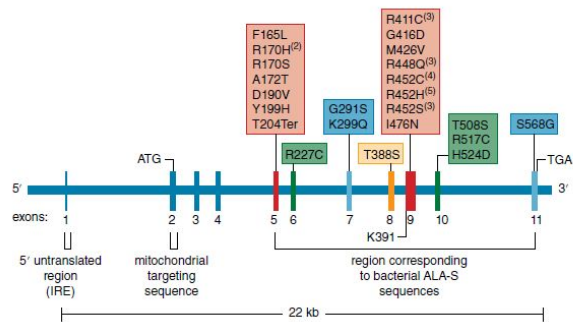 F165L
R170H(2)
R170S
A172T
D190V
Y199H
T204Ter
R411C(3)
G416D
M426V
R448Q(3)
R452C(4)
R452H(5)
R452S(3)
I476N
G291S
K299Q
T508S
R517C
H524D
S568G
R227C
T388S
ATG
TGA
5′
3′
exons: 1 2 3 4 5 6 7 8 9 10 11
K391
5′ untranslated
region
(IRE)
mitochondrial
targeting
sequence
region corresponding
to bacterial ALA-S
sequences
22 kb